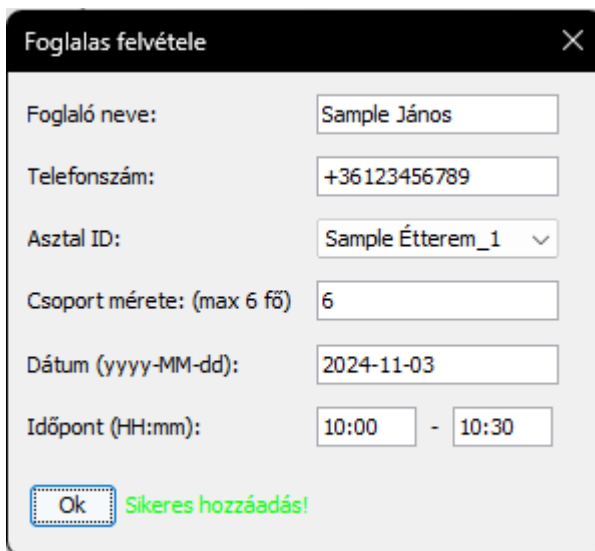 Foglalas felvétele
Foglaló neve: Sample János
Telefonszám: +36123456789
Asztal ID: Sample Étterem_1
Csoport mérete: (max 6 fő) 6
Dátum (yyyy-MM-dd): 2024-11-03
Időpont (HH:mm): 10:00 - 10:30
Ok Sikeres hozzáadás!